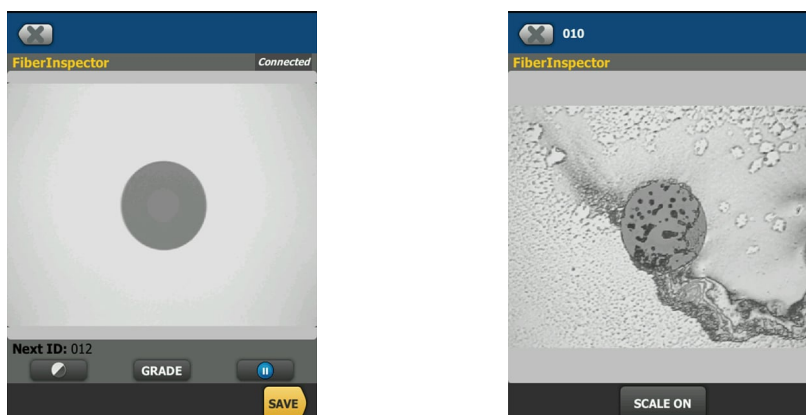 FiberInspector
Connected
Next ID: 012
GRADE
SAVE
010
FiberInspector
SCALE ON